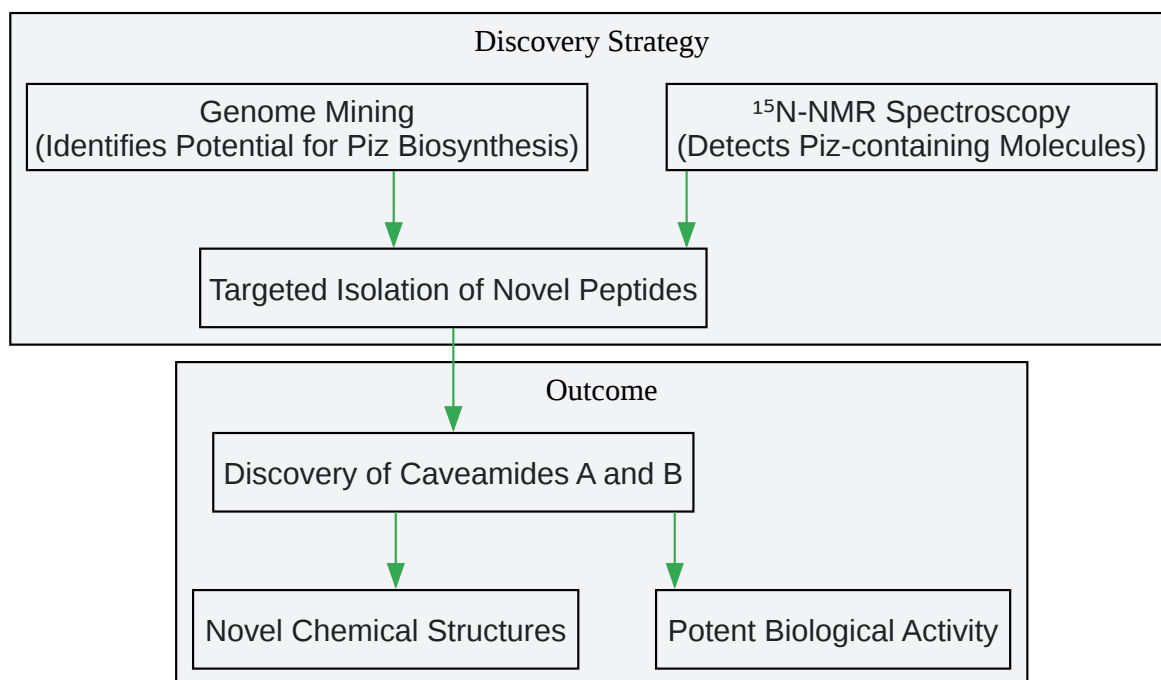 Discovery Strategy
Genome Mining
(Identifies Potential for Piz Biosynthesis)
¹⁵N-NMR Spectroscopy
(Detects Piz-containing Molecules)
Targeted Isolation of Novel Peptides
Outcome
Discovery of Caveamides A and B
Novel Chemical Structures
Potent Biological Activity